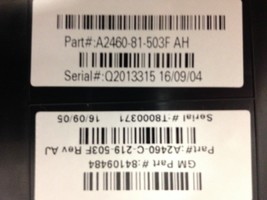 Part#:A2460-81-503F AH
Serial#:Q2013315 16/09/04
GM Part #:84109484
Part#:A2460-C-219-503F Rev AJ
Serial #:T8000371 16/09/05